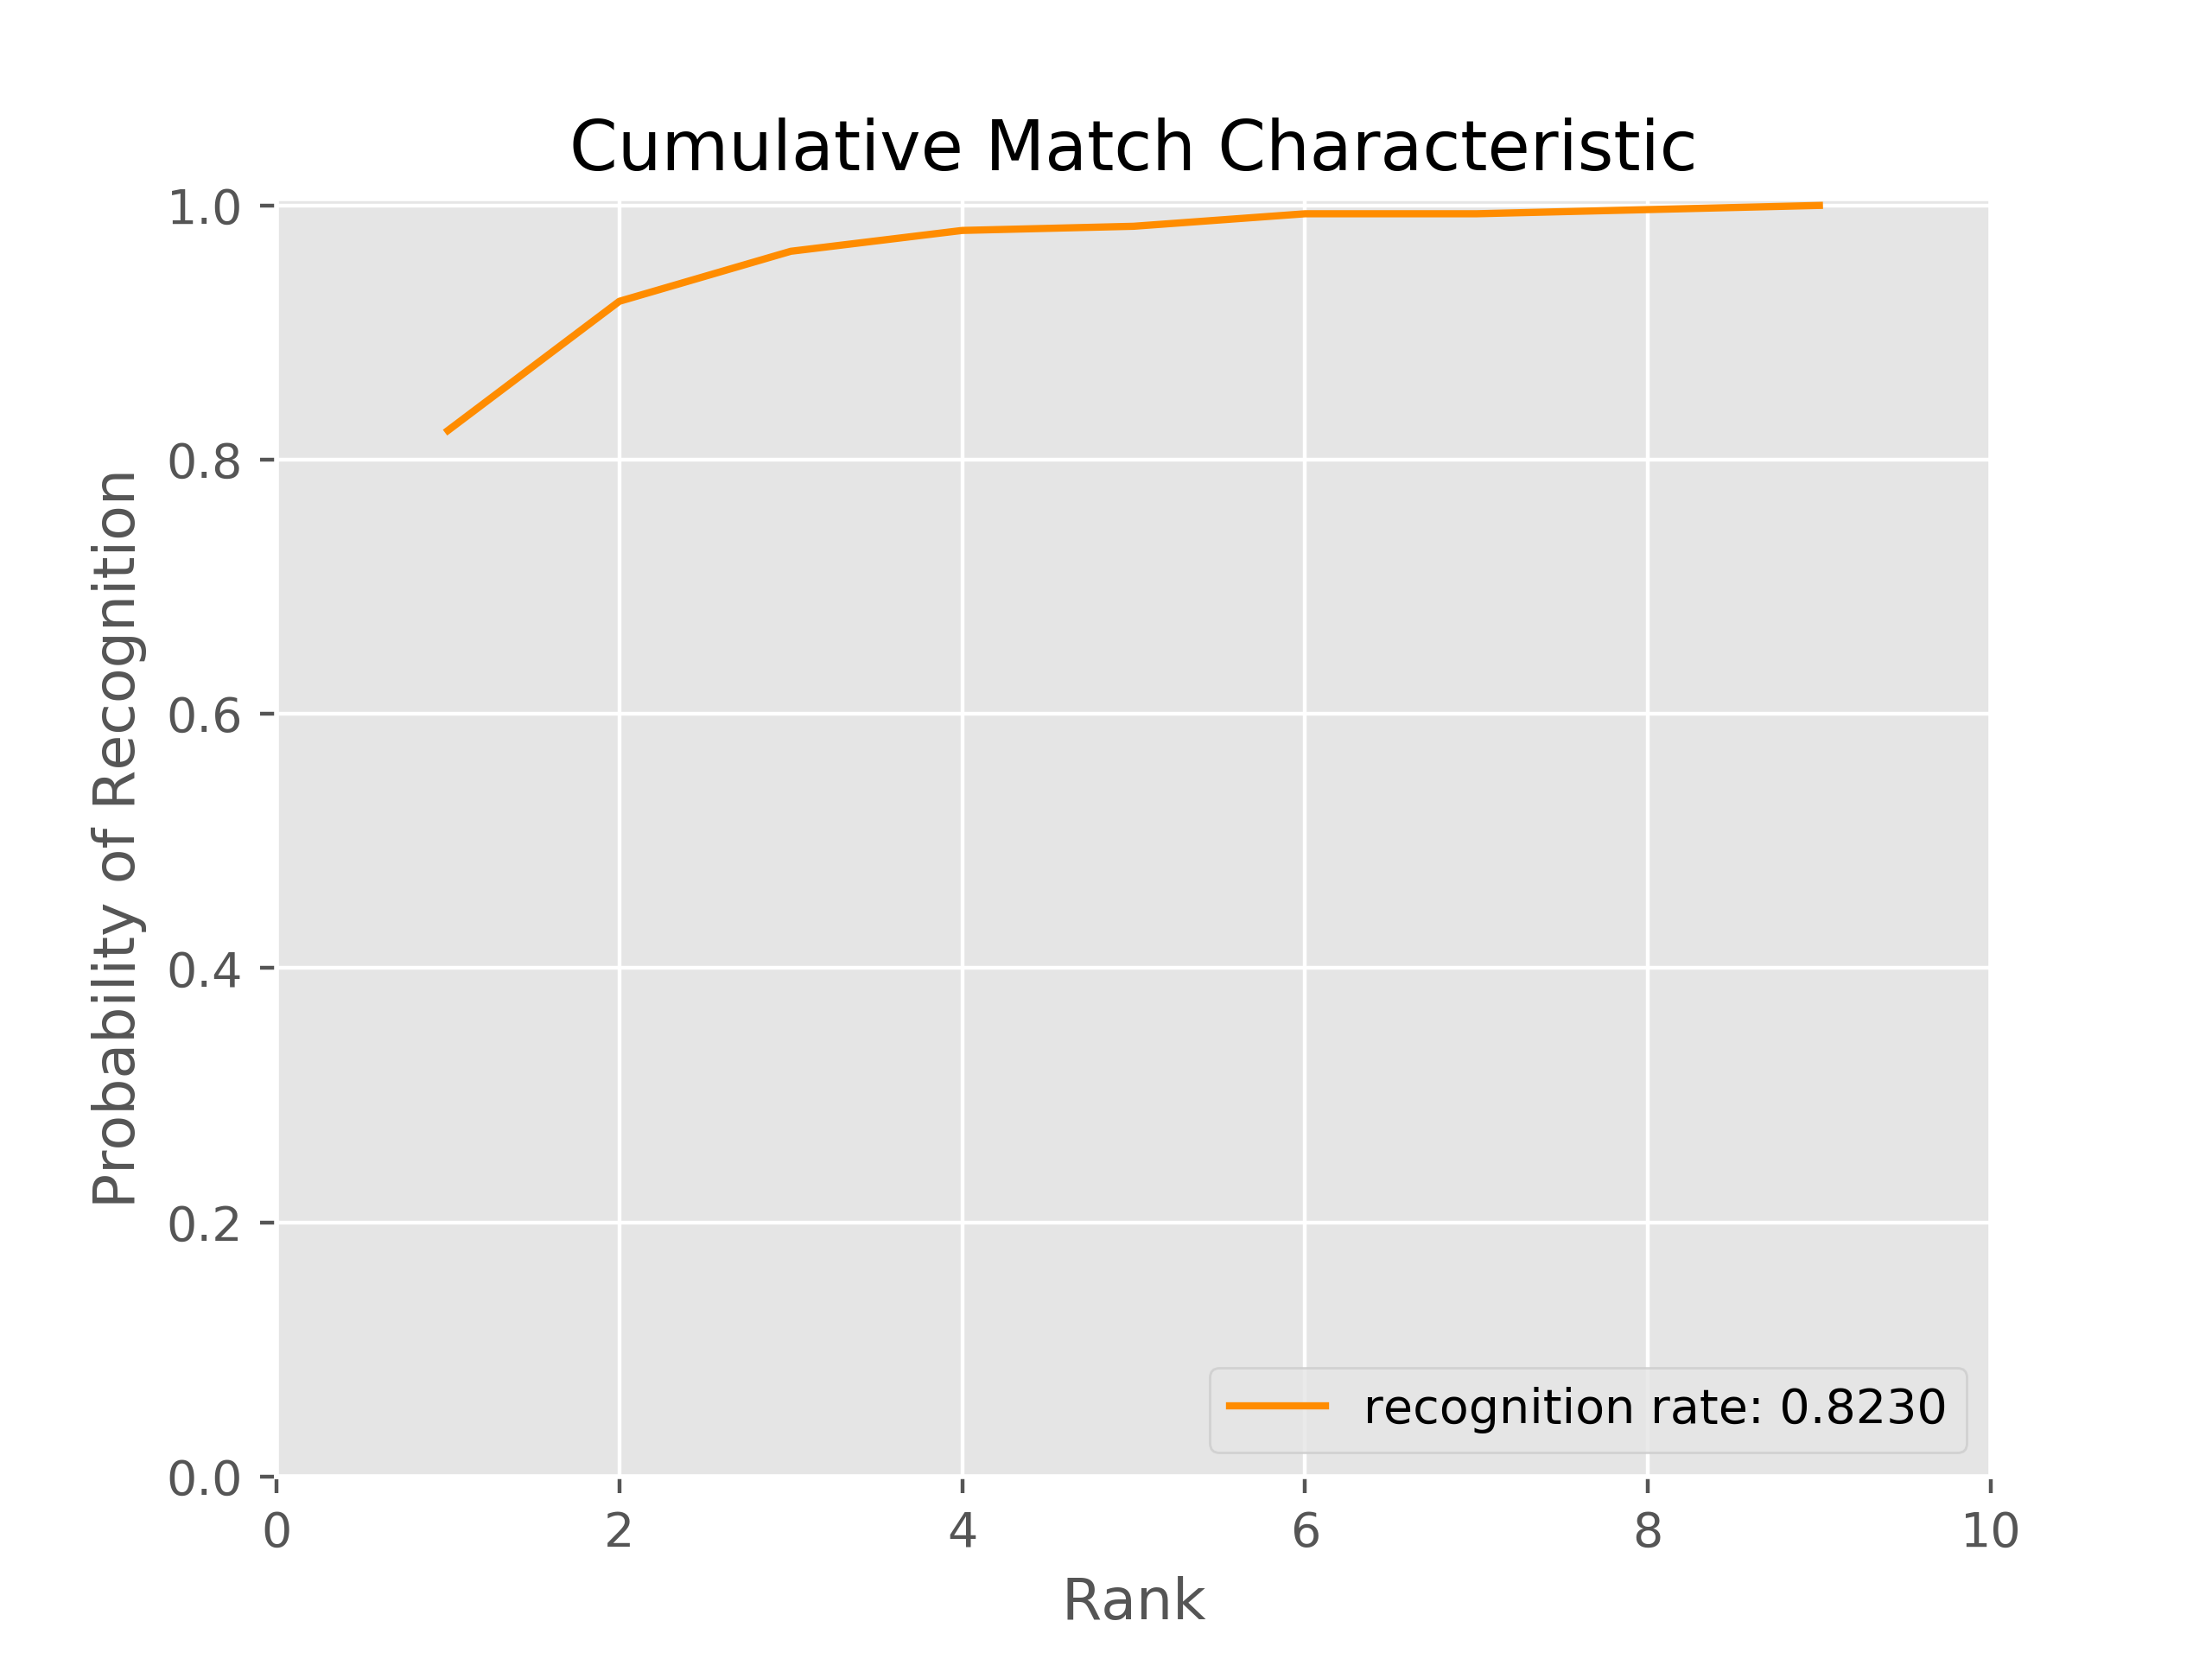 Cumulative Match Characteristic
1.0
0.8
0.6
0.4
0.2
0.0
Probability of Recognition
recognition rate: 0.8230
0 2 4 6 8 10
Rank